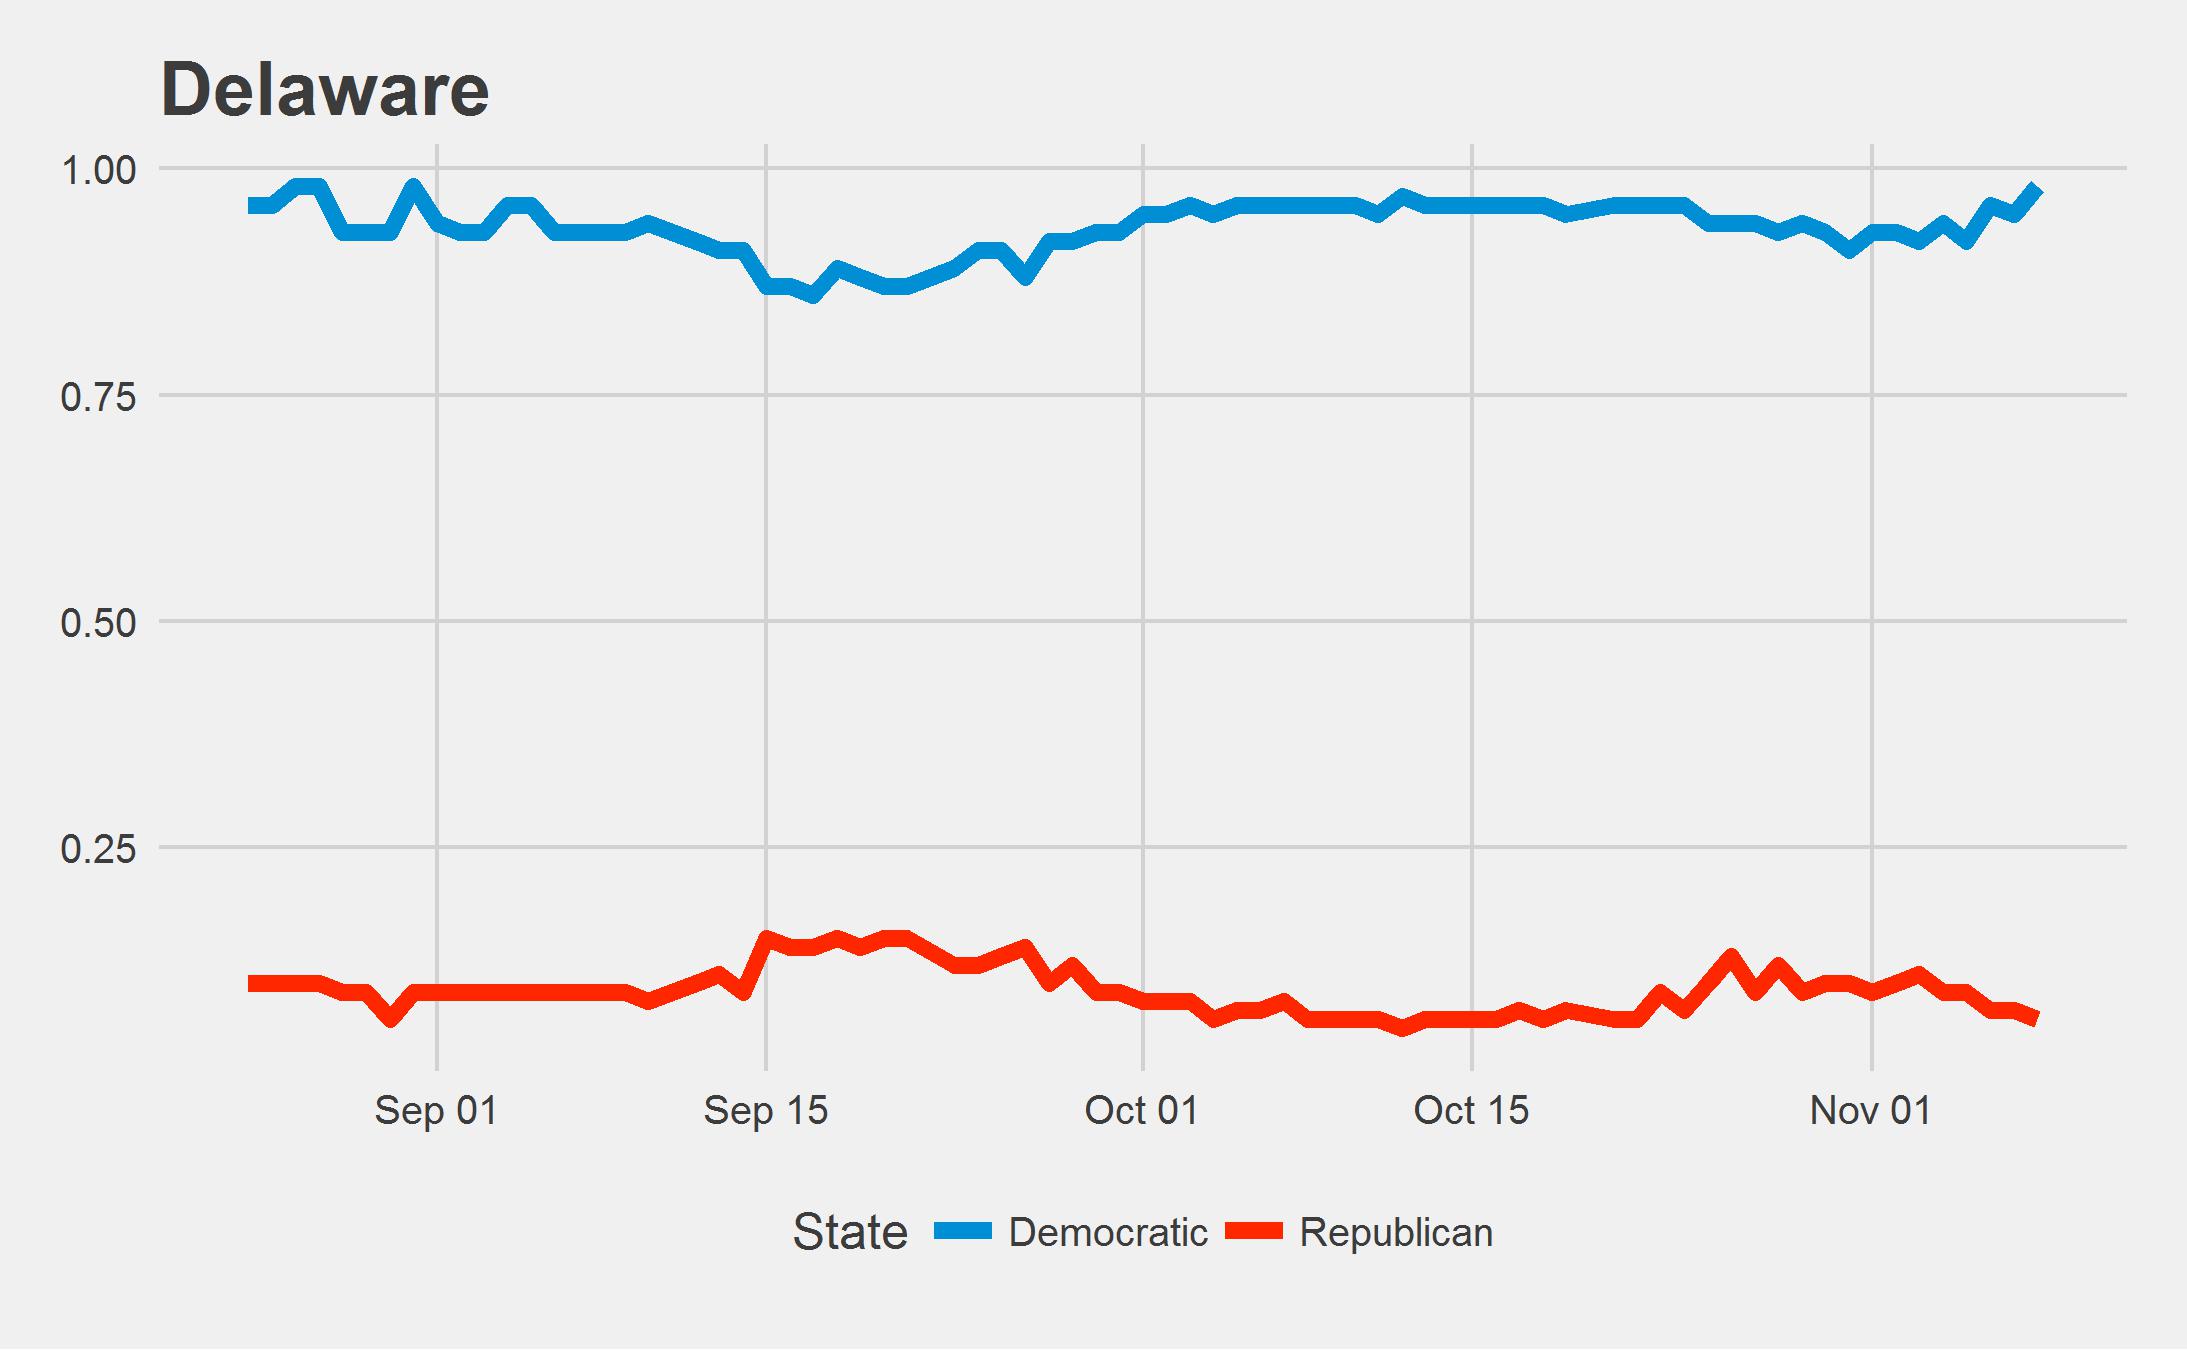 Delaware
1.00
0.75
0.50
0.25
Sep 01 Sep 15 Oct 01 Oct 15 Nov 01
State Democratic Republican